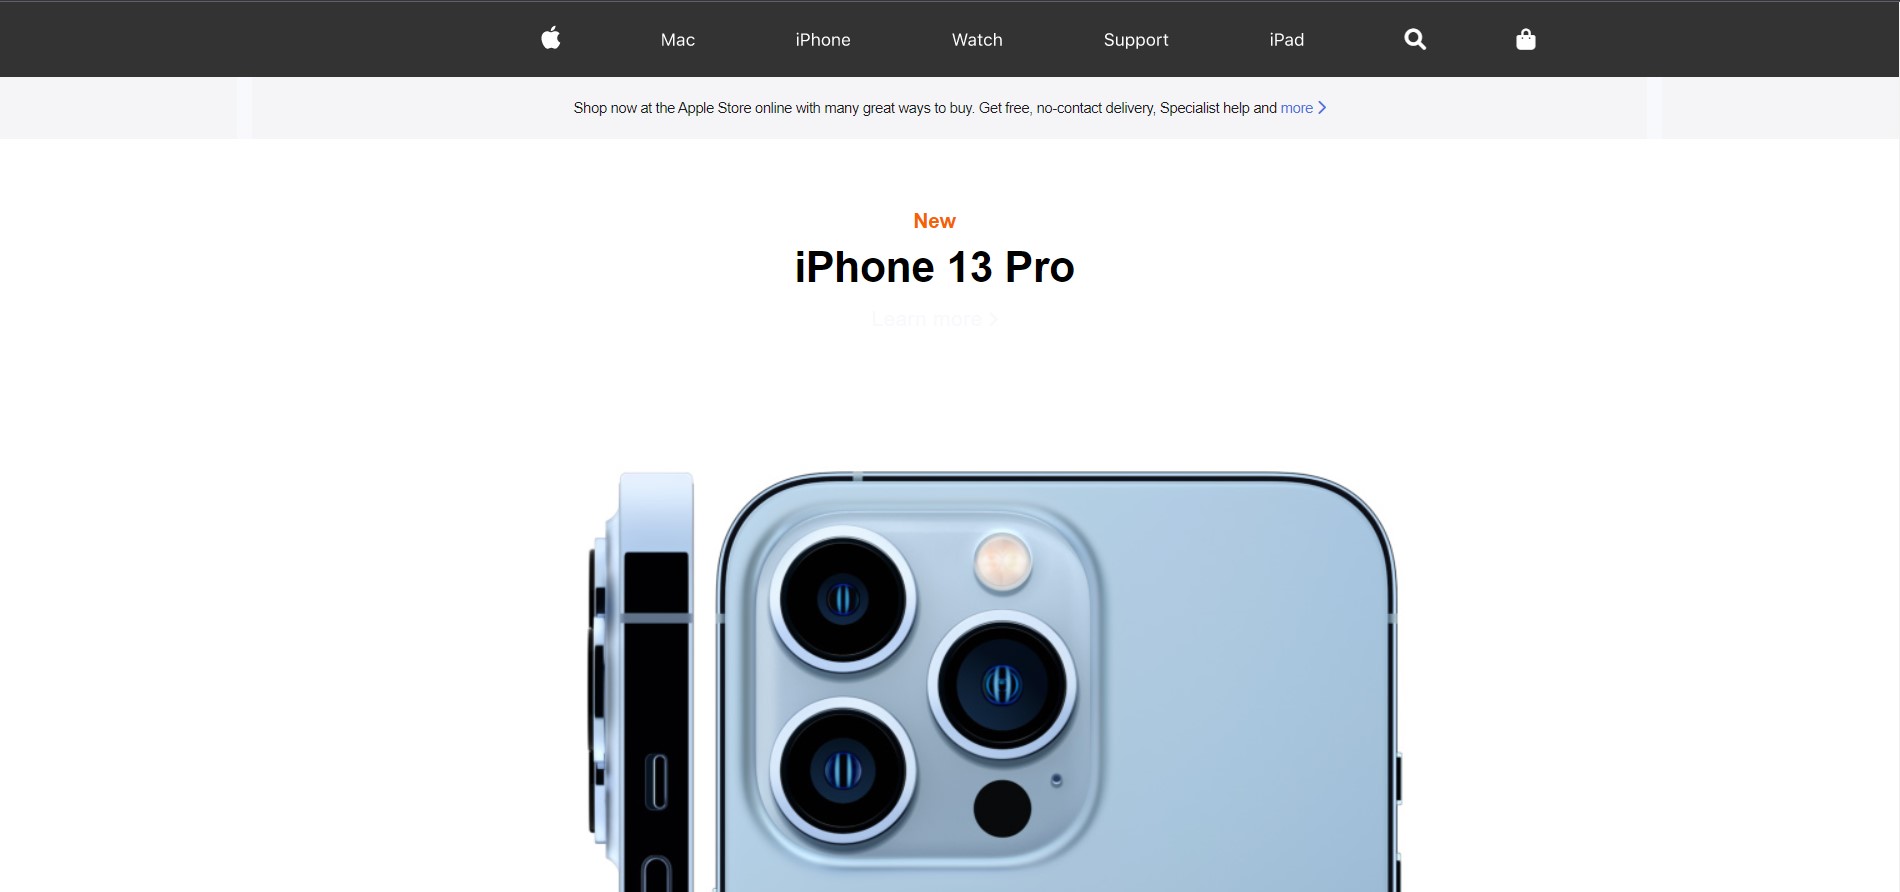 Mac iPhone Watch Support iPad
Shop now at the Apple Store online with many great ways to buy. Get free, no-contact delivery, Specialist help and more >
New
iPhone 13 Pro
Learn more >